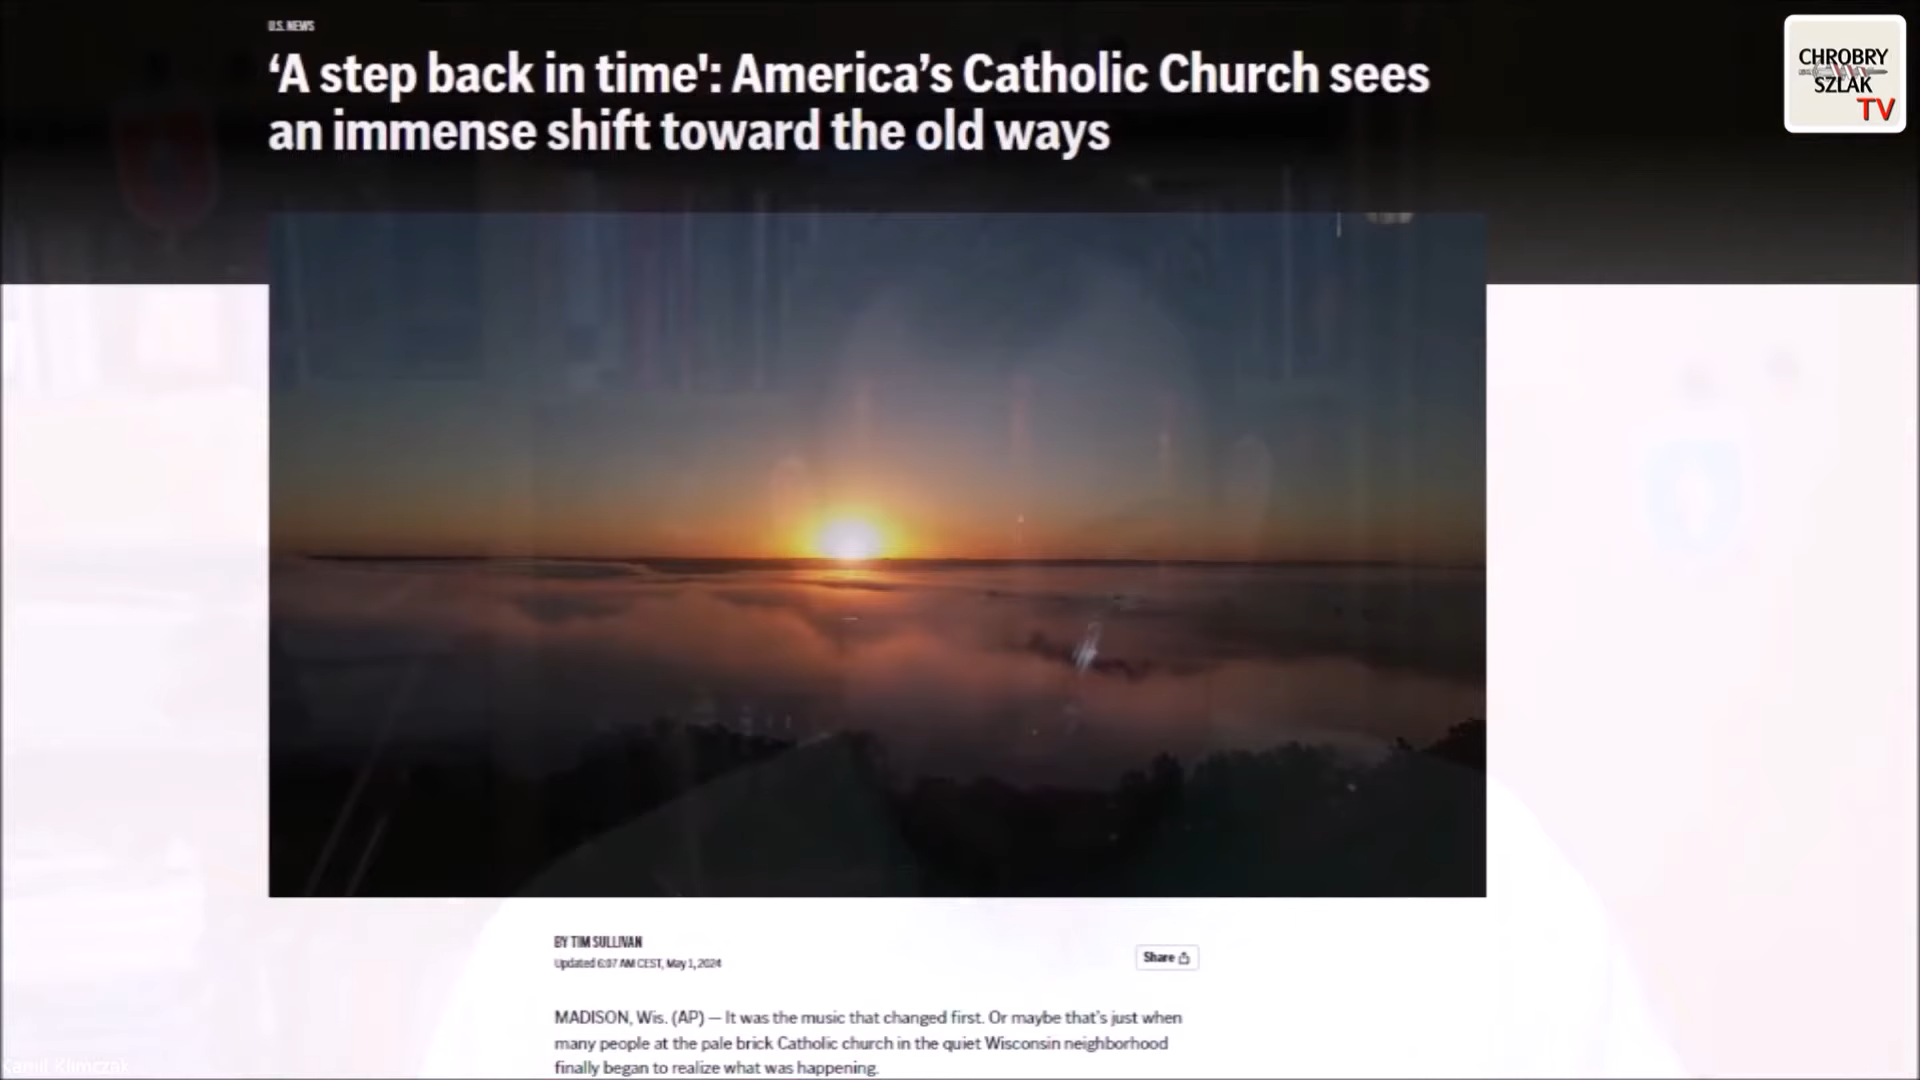 U.S. NEWS
‘A step back in time': America’s Catholic Church sees
an immense shift toward the old ways
CHROBRY
SZLAK
TV
BY TIM SULLIVAN
Updated 6:07 AM CEST, May 1, 2024
Share
MADISON, Wis. (AP) — It was the music that changed first. Or maybe that’s just when
many people at the pale brick Catholic church in the quiet Wisconsin neighborhood
finally began to realize what was happening.
Kamil Klimczak